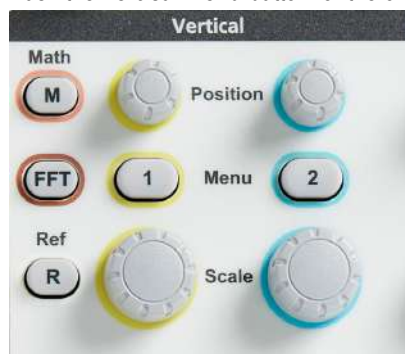 Vertical
Math
M
Position
FFT
1
Menu
2
Ref
R
Scale